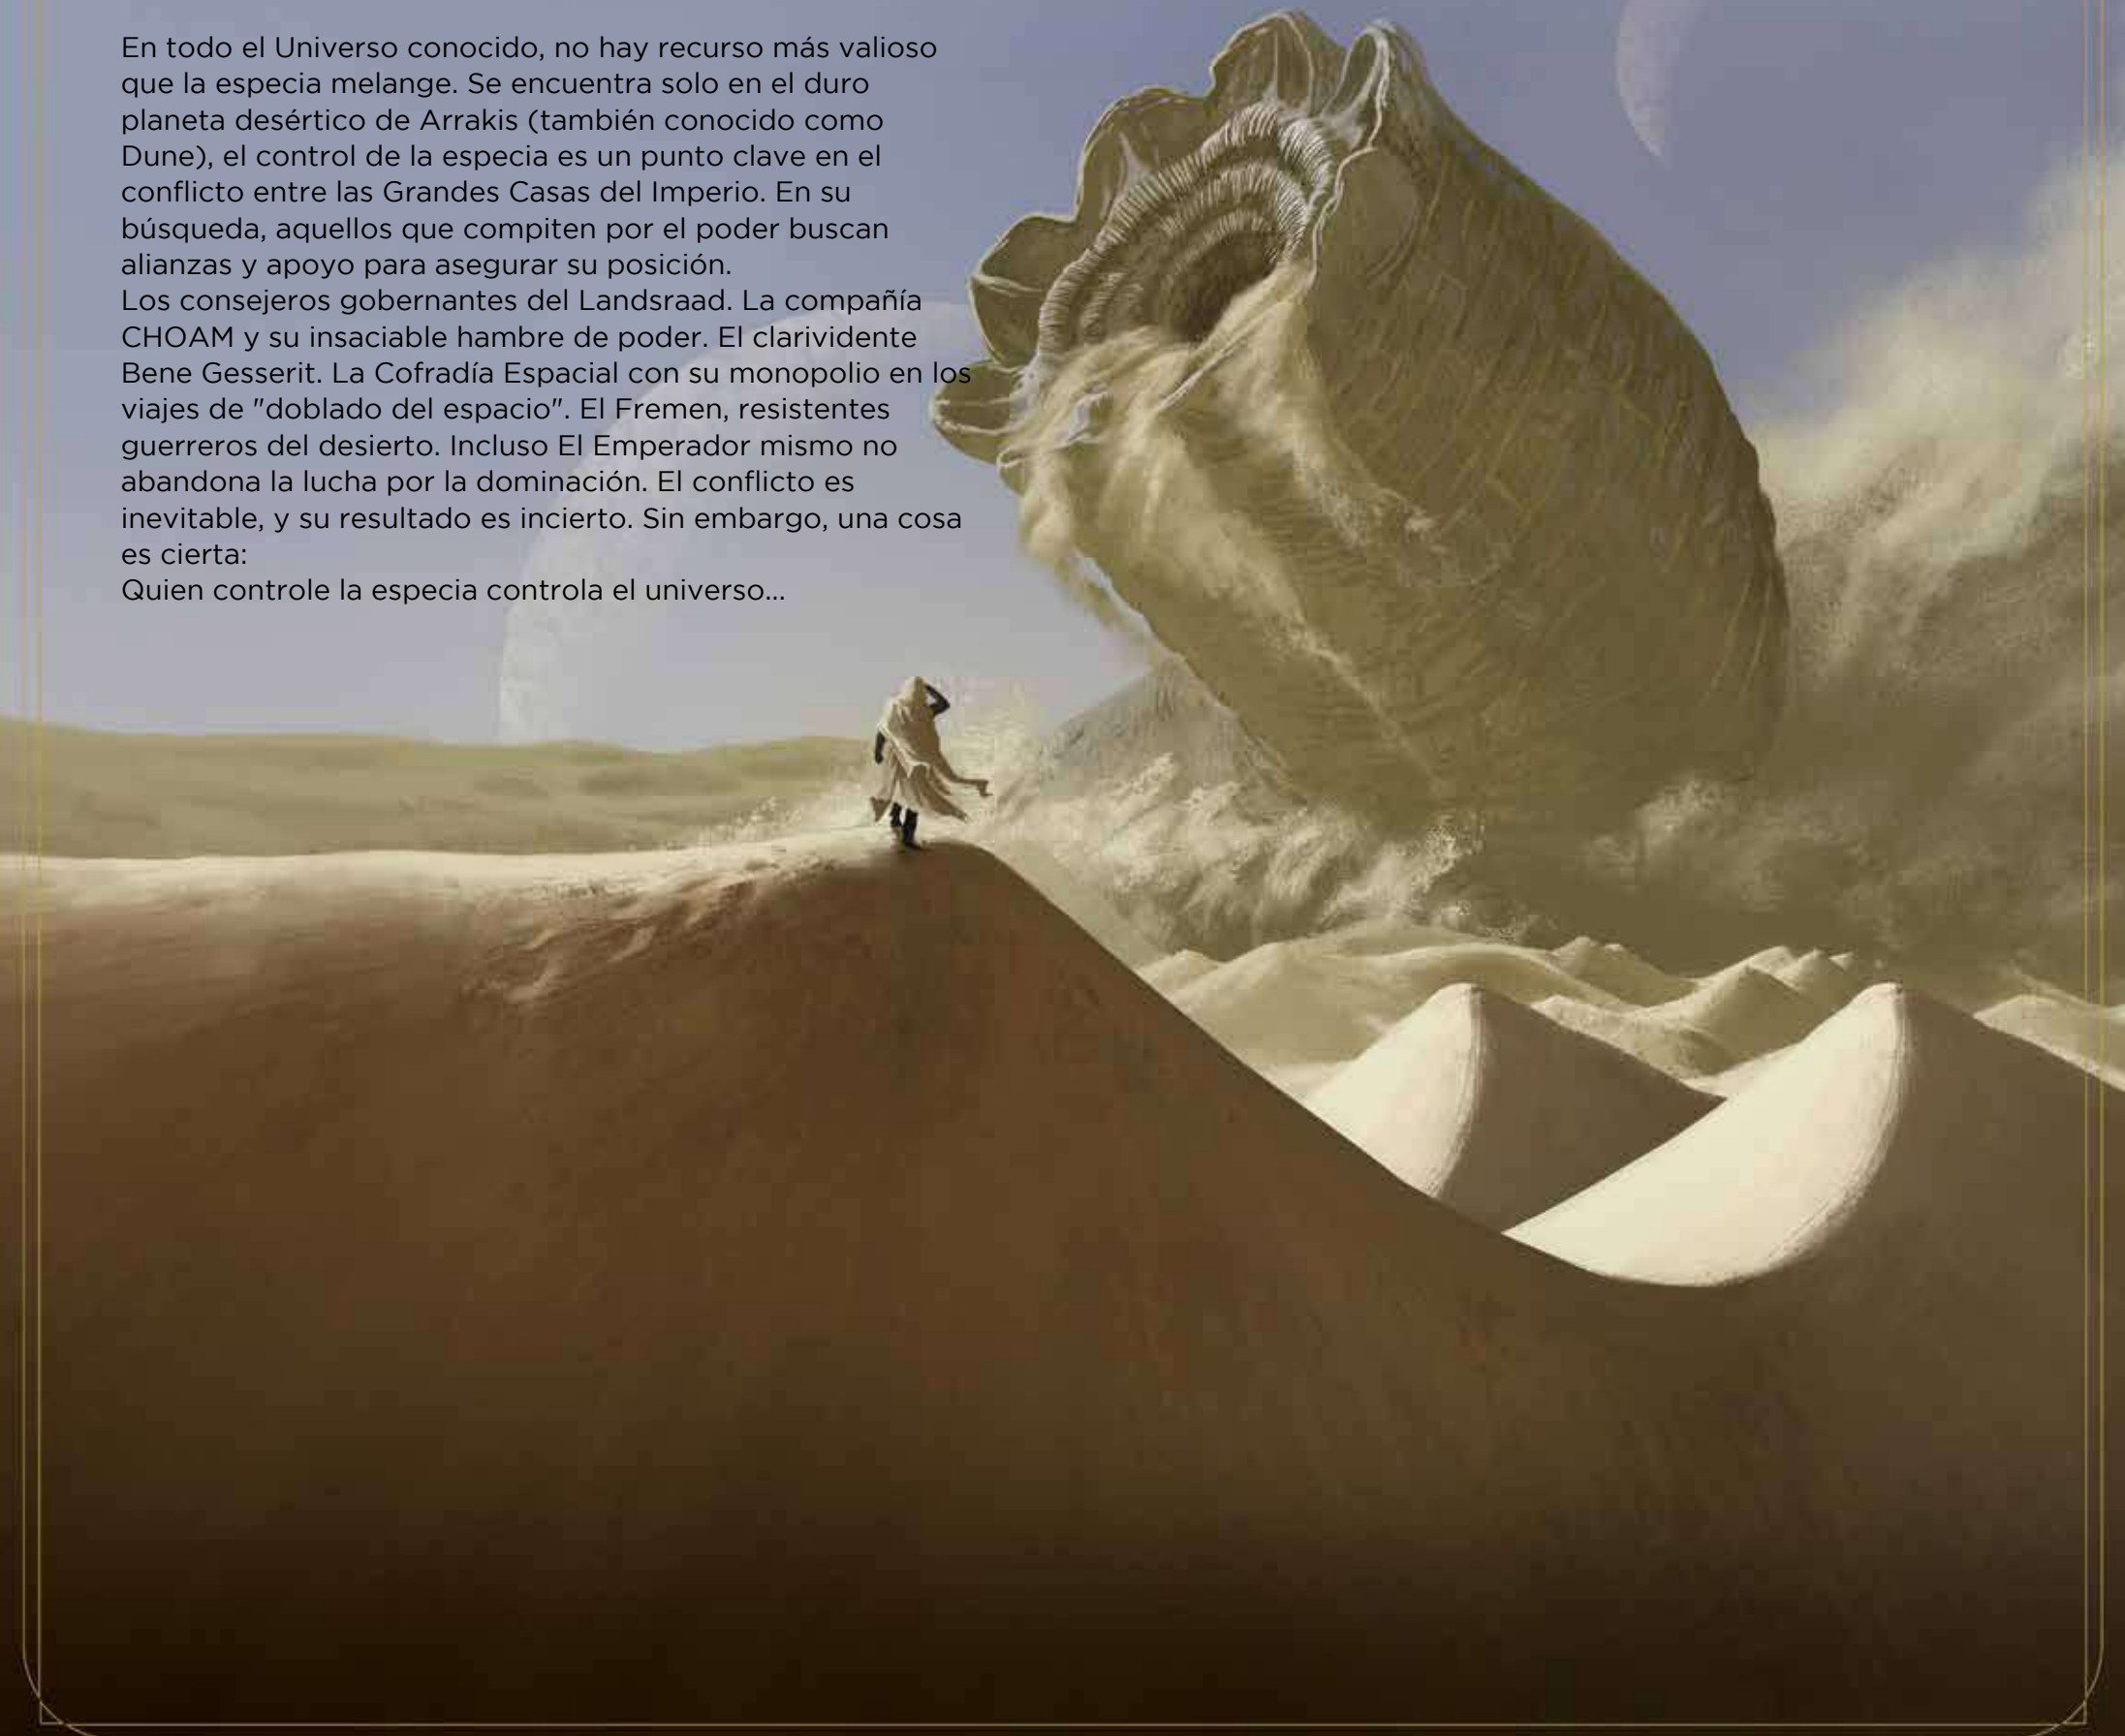 En todo el Universo conocido, no hay recurso más valioso
que la especia melange. Se encuentra solo en el duro
planeta desértico de Arrakis (también conocido como
Dune), el control de la especia es un punto clave en el
conflicto entre las Grandes Casas del Imperio. En su
búsqueda, aquellos que compiten por el poder buscan
alianzas y apoyo para asegurar su posición.
Los consejeros gobernantes del Landsraad. La compañía
CHOAM y su insaciable hambre de poder. El clarividente
Bene Gesserit. La Cofradía Espacial con su monopolio en los
viajes de "doblado del espacio". El Fremen, resistentes
guerreros del desierto. Incluso El Emperador mismo no
abandona la lucha por la dominación. El conflicto es
inevitable, y su resultado es incierto. Sin embargo, una cosa
es cierta:
Quien controle la especia controla el universo...